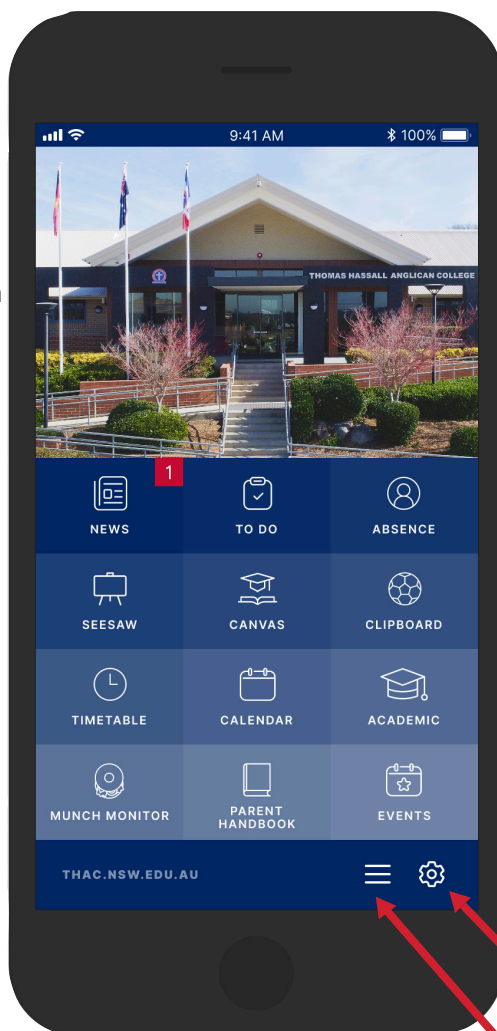 9:41 AM
100%
THOMAS HASSALL ANGLICAN COLLEGE
1
NEWS
TO DO
ABSENCE
SEESAW
CANVAS
CLIPBOARD
TIMETABLE
CALENDAR
ACADEMIC
MUNCH MONITOR
PARENT
HANDBOOK
EVENTS
THAC.NSW.EDU.AU